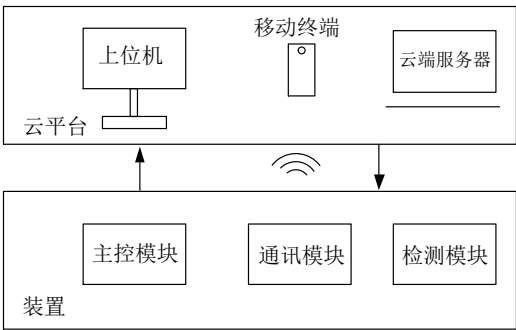 移动终端
上位机
云端服务器
云平台
主控模块
通讯模块
检测模块
装置